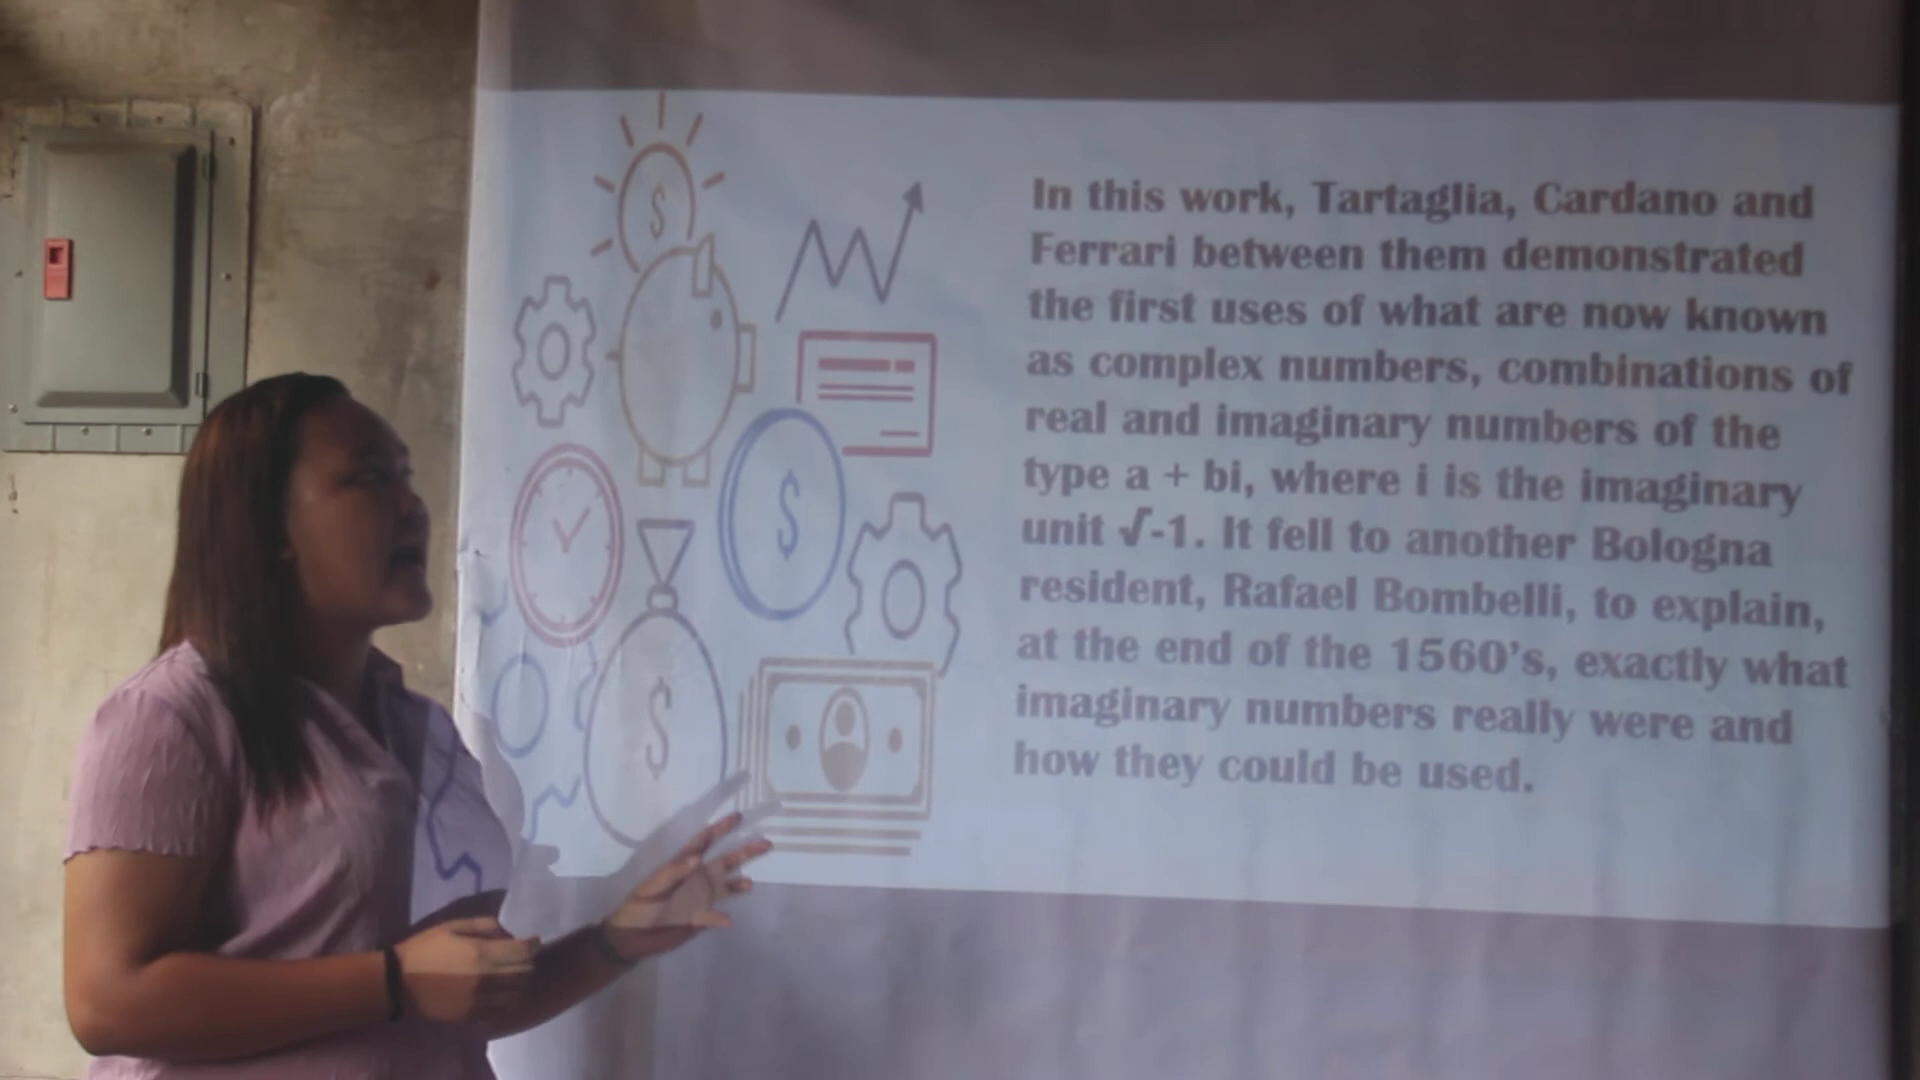 In this work, Tartaglia, Cardano and
Ferrari between them demonstrated
the first uses of what are now known
as complex numbers, combinations of
real and imaginary numbers of the
type a + bi, where i is the imaginary
unit √-1. It fell to another Bologna
resident, Rafael Bombelli, to explain,
at the end of the 1560's, exactly what
imaginary numbers really were and
how they could be used.
$
$
$